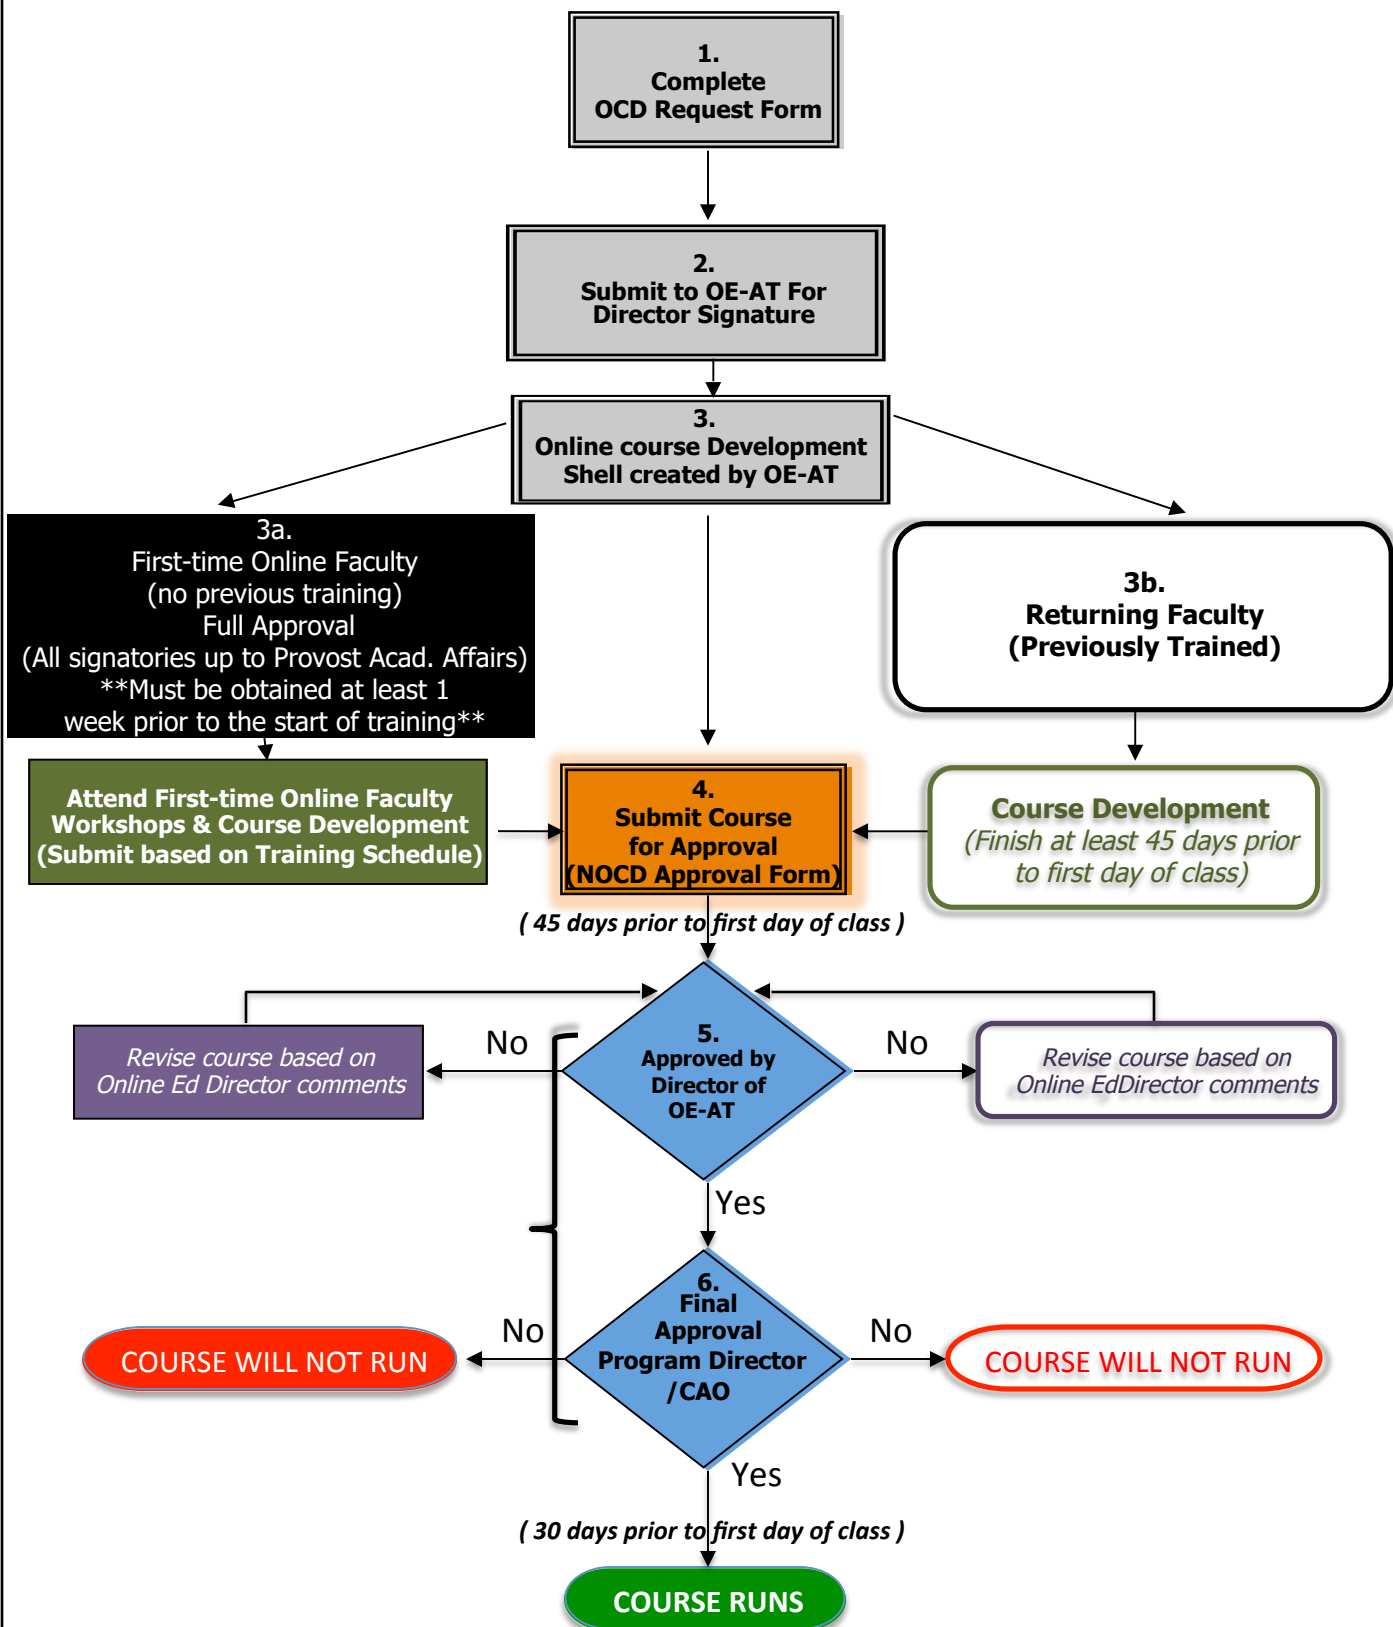 1.
Complete
OCD Request Form
2.
Submit to OE-AT For
Director Signature
3.
Online course Development
Shell created by OE-AT
3a.
First-time Online Faculty
(no previous training)
Full Approval
(All signatories up to Provost Acad. Affairs)
**Must be obtained at least 1
week prior to the start of training**
3b.
Returning Faculty
(Previously Trained)
Attend First-time Online Faculty
Workshops & Course Development
(Submit based on Training Schedule)
4.
Submit Course
for Approval
(NOCD Approval Form)
Course Development
(Finish at least 45 days prior
to first day of class)
( 45 days prior to first day of class )
Revise course based on
Online Ed Director comments
No
5.
Approved by
Director of
OE-AT
No
Revise course based on
Online EdDirector comments
Yes
COURSE WILL NOT RUN
No
6.
Final
Approval
Program Director
/CAO
No
COURSE WILL NOT RUN
Yes
( 30 days prior to first day of class )
COURSE RUNS